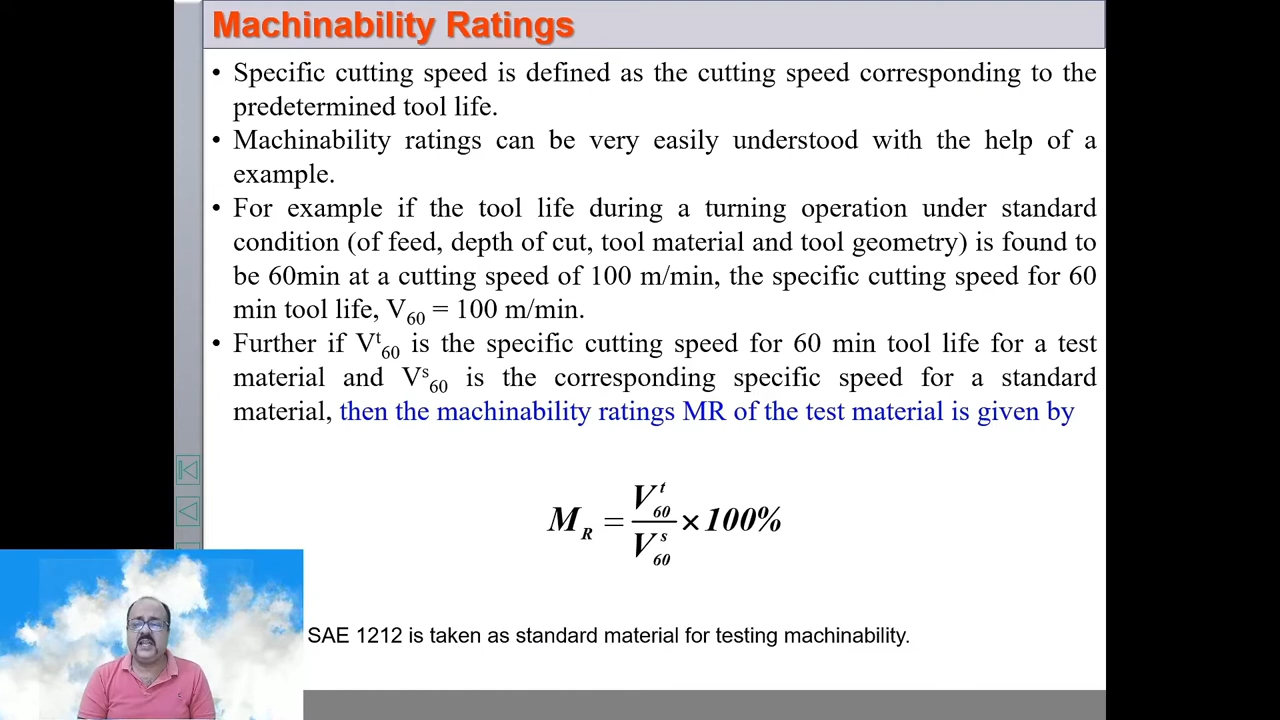 Machinability Ratings
• Specific cutting speed is defined as the cutting speed corresponding to the
predetermined tool life.
• Machinability ratings can be very easily understood with the help of a
example.
• For example if the tool life during a turning operation under standard
condition (of feed, depth of cut, tool material and tool geometry) is found to
be 60min at a cutting speed of 100 m/min, the specific cutting speed for 60
min tool life, V₆₀ = 100 m/min.
• Further if Vᵗ₆₀ is the specific cutting speed for 60 min tool life for a test
material and Vˢ₆₀ is the corresponding specific speed for a standard
material, then the machinability ratings MR of the test material is given by
M_R = V^t_60 / V^s_60 × 100%
SAE 1212 is taken as standard material for testing machinability.